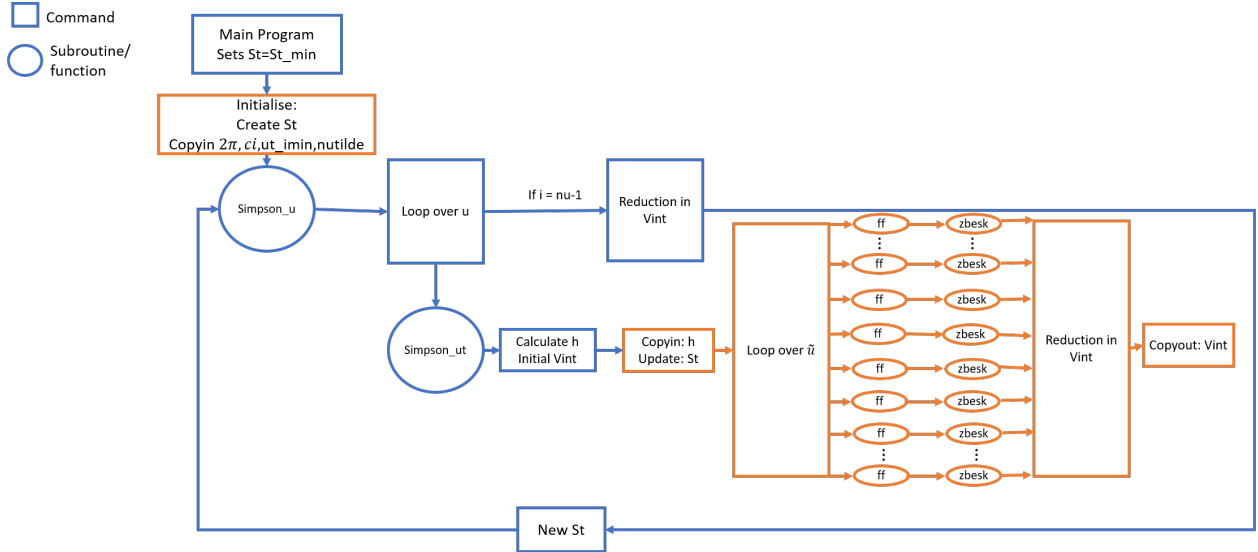 Command
Subroutine/
function
Main Program
Sets St=St_min
Initialise:
Create St
Copyin 2π, ci,ut_imin,nutilde
Simpson_u
Loop over u
If i = nu-1
Reduction in
Vint
Simpson_ut
Calculate h
Initial Vint
Copyin: h
Update: St
Loop over ũ
ff
zbesk
⋮
⋮
ff
zbesk
ff
zbesk
ff
zbesk
ff
zbesk
ff
zbesk
ff
zbesk
⋮
⋮
ff
zbesk
Reduction in
Vint
Copyout: Vint
New St